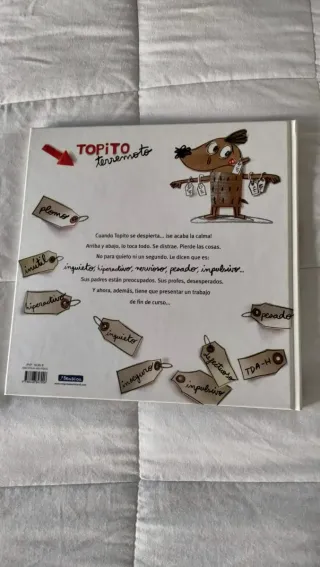 TOPITO
terremoto
Cuando Topito se despierta... ¡se acaba la calma!
Arriba y abajo, lo toca todo. Se distrae. Pierde las cosas.
No para quieto ni un segundo. Le dicen que es:
inquieto, hiperactivo, nervioso, pesado, impulsivo...
Sus padres están preocupados. Sus profes, desesperados.
Y ahora, además, tiene que presentar un trabajo
de fin de curso...
plomo
inútil
hiperactivo
inquieto
inseguro
impulsivo
TDA-H
pesado